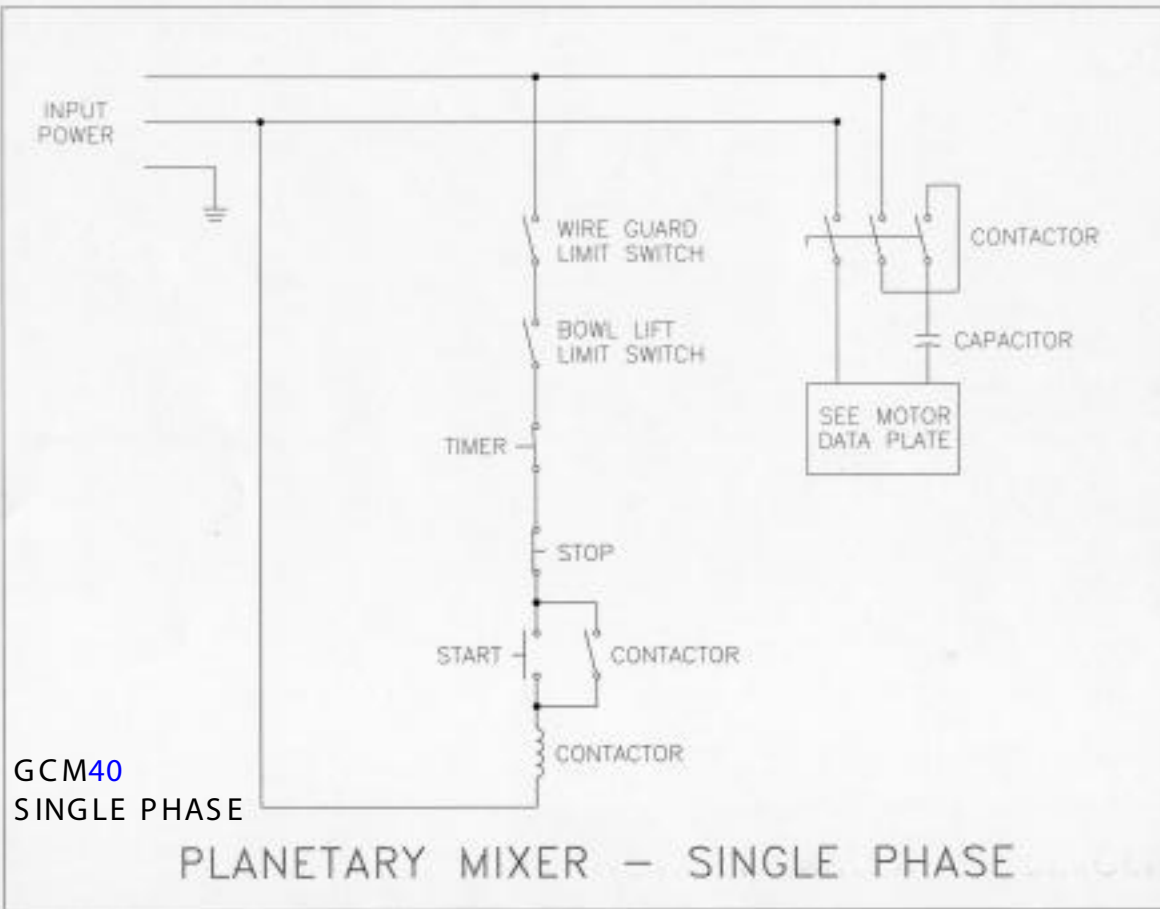 INPUT
POWER
WIRE GUARD
LIMIT SWITCH
CONTACTOR
BOWL LIFT
LIMIT SWITCH
CAPACITOR
SEE MOTOR
DATA PLATE
TIMER
STOP
START
CONTACTOR
CONTACTOR
GCM40
SINGLE PHASE
PLANETARY MIXER – SINGLE PHASE